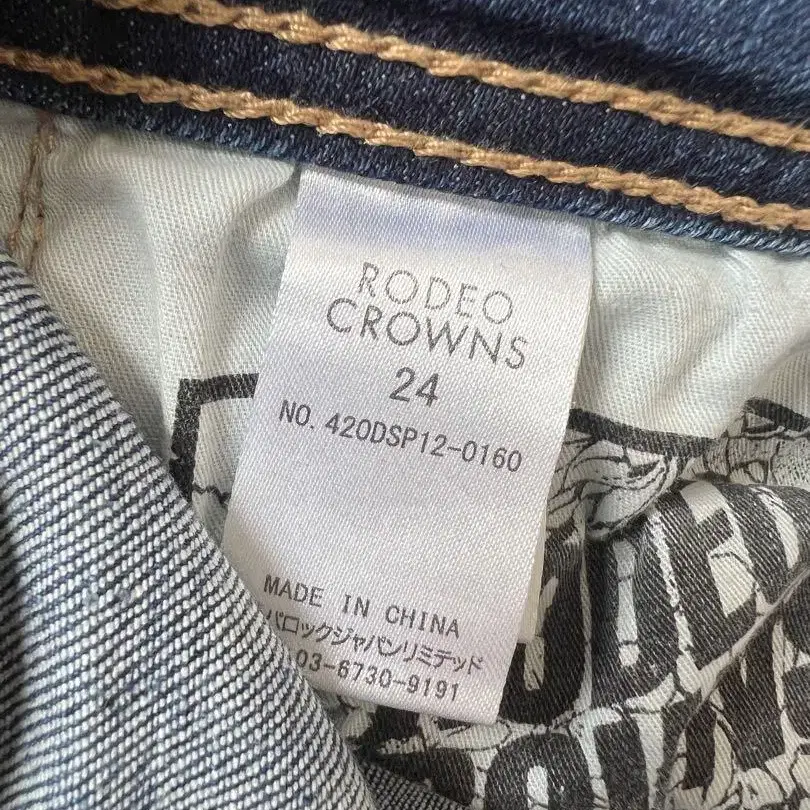 RODEO
CROWNS
24
NO. 420DSP12-0160
MADE IN CHINA
バロックジャパンリミテッド
03-6730-9191